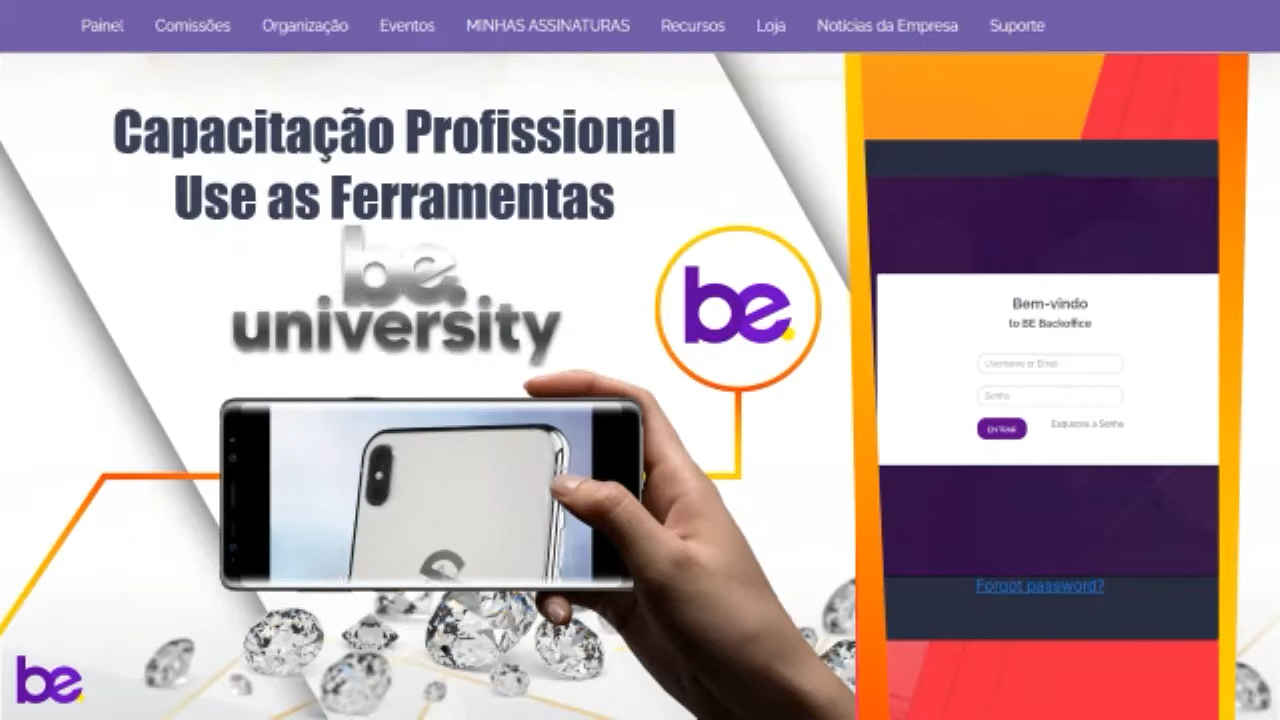 Painel Comissões Organização Eventos MINHAS ASSINATURAS Recursos Loja Notícias da Empresa Suporte
Capacitação Profissional
Use as Ferramentas
be.
university
be.
Bem-vindo
to BE Backoffice
Username or Email
Senha
ENTRAR
Esqueceu a Senha
Forgot password?
be.